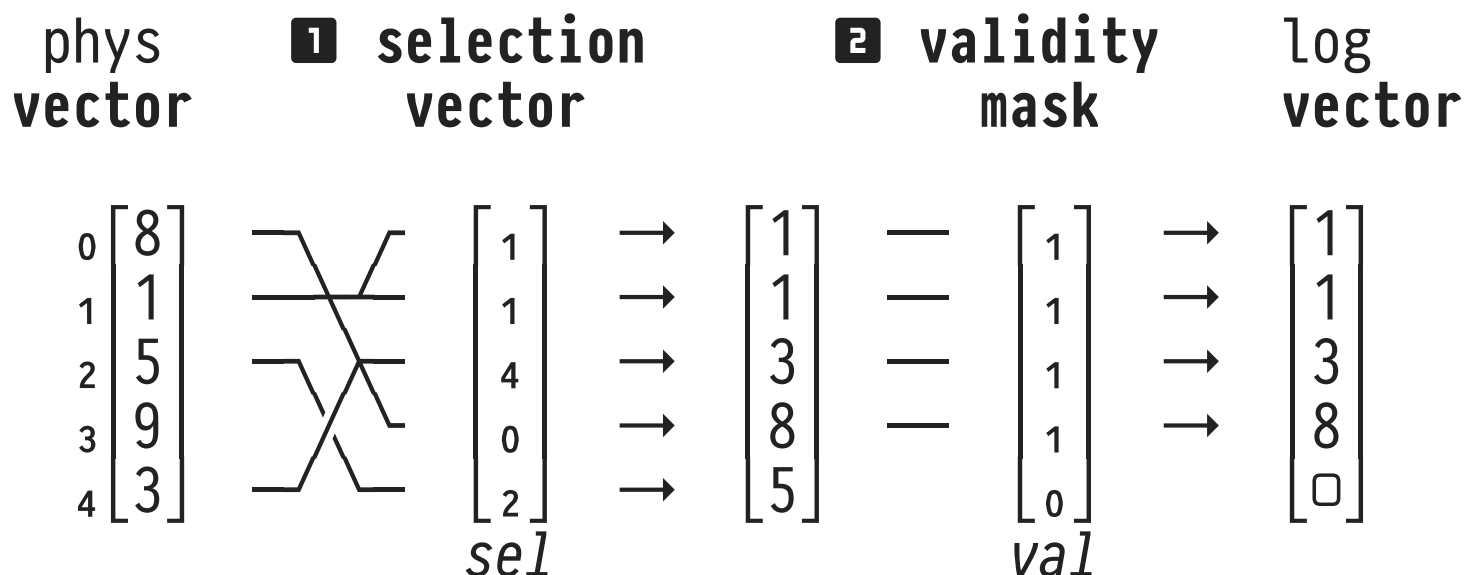 phys 1 selection 2 validity log
vector vector mask vector
0 8 1 1 1 1
1 1 1 1 1 1
2 5 4 3 1 3
3 9 0 8 1 8
4 3 2 5 0 □
sel val